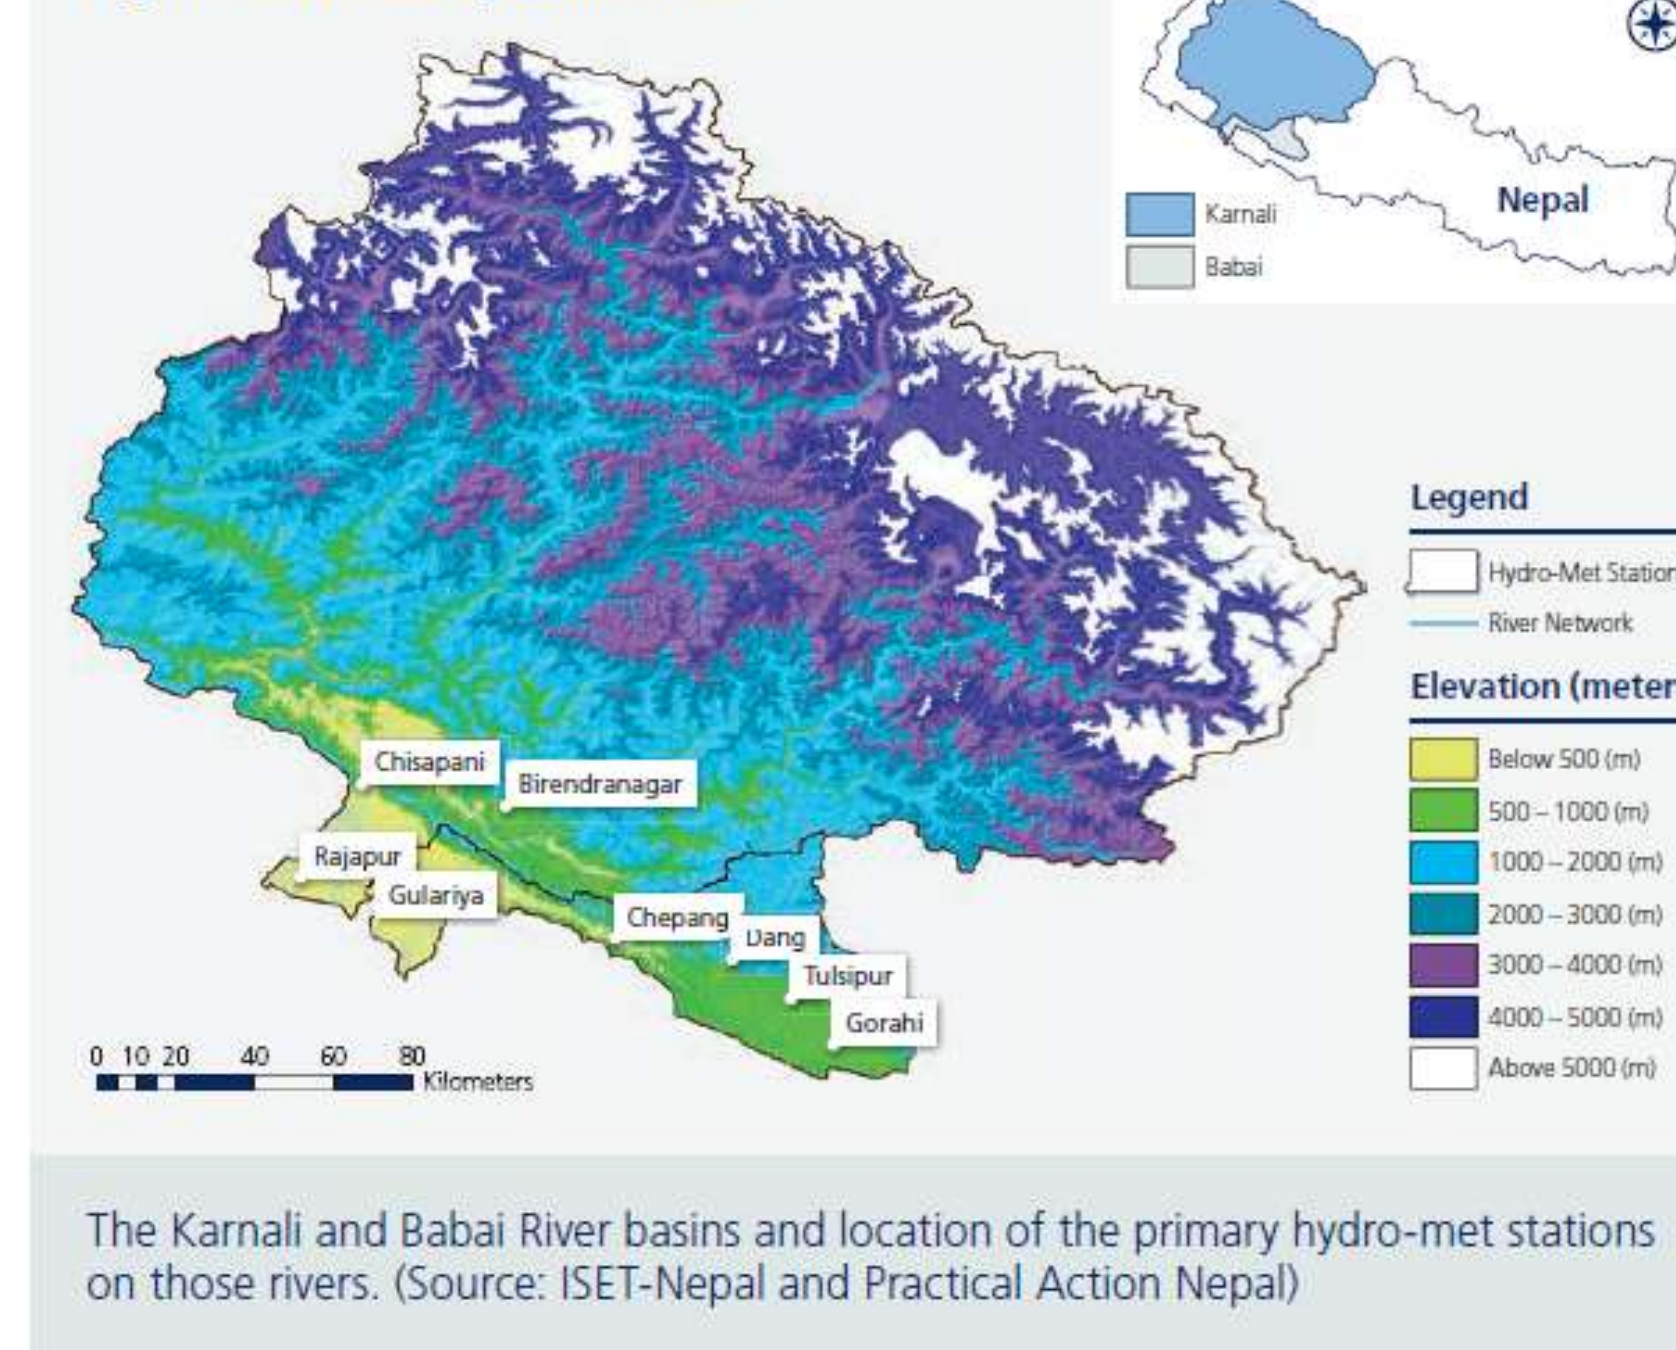 Nepal
Karnali
Babai
Legend
Hydro-Met Station
River Network
Elevation (meter
Below 500 (m)
500 – 1000 (m)
1000 – 2000 (m)
2000 – 3000 (m)
3000 – 4000 (m)
4000 – 5000 (m)
Above 5000 (m)
Chisapani
Birendranagar
Rajapur
Gulariya
Chepang
Dang
Tulsipur
Gorahi
0 10 20 40 60 80
Kilometers
The Karnali and Babai River basins and location of the primary hydro-met stations
on those rivers. (Source: ISET-Nepal and Practical Action Nepal)